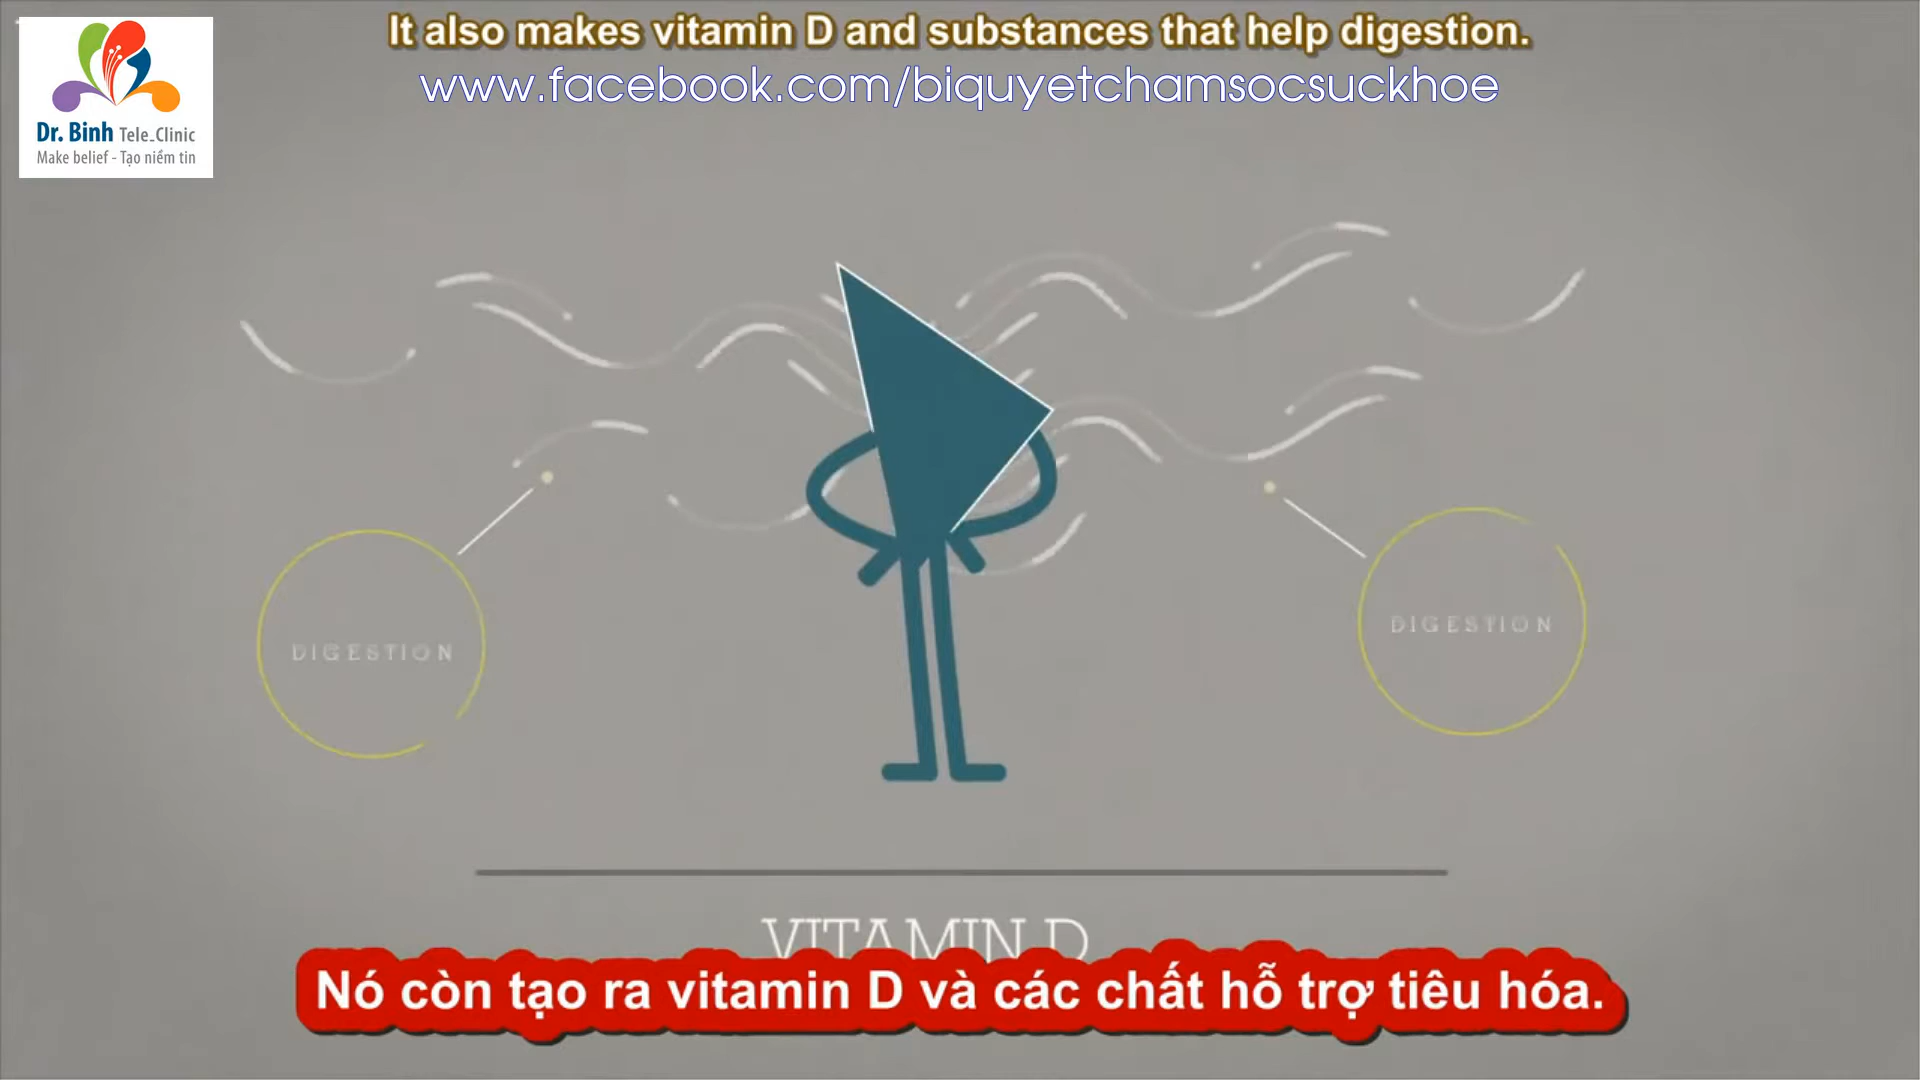 It also makes vitamin D and substances that help digestion.
www.facebook.com/biquyetchamsocsuckhoe
Dr. Binh Tele_Clinic
Make belief - Tạo niềm tin
DIGESTION
DIGESTION
VITAMIN D
Nó còn tạo ra vitamin D và các chất hỗ trợ tiêu hóa.